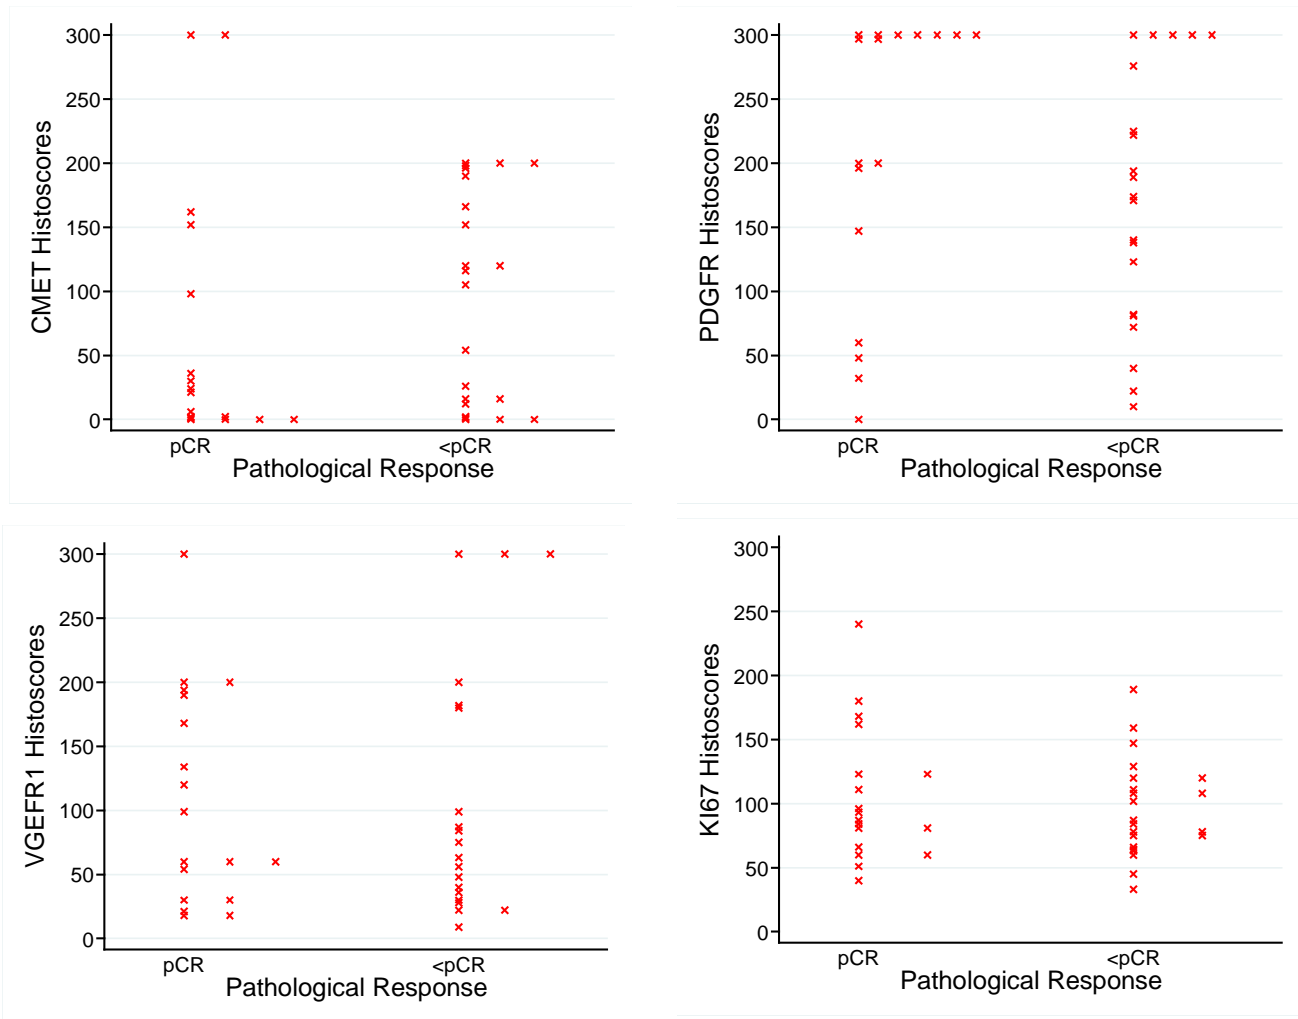 CMET Histoscores
300
250
200
150
100
50
0
pCR
<pCR
Pathological Response
PDGFR Histoscores
300
250
200
150
100
50
0
pCR
<pCR
Pathological Response
VGEFR1 Histoscores
300
250
200
150
100
50
0
pCR
<pCR
Pathological Response
KI67 Histoscores
300
250
200
150
100
50
0
pCR
<pCR
Pathological Response